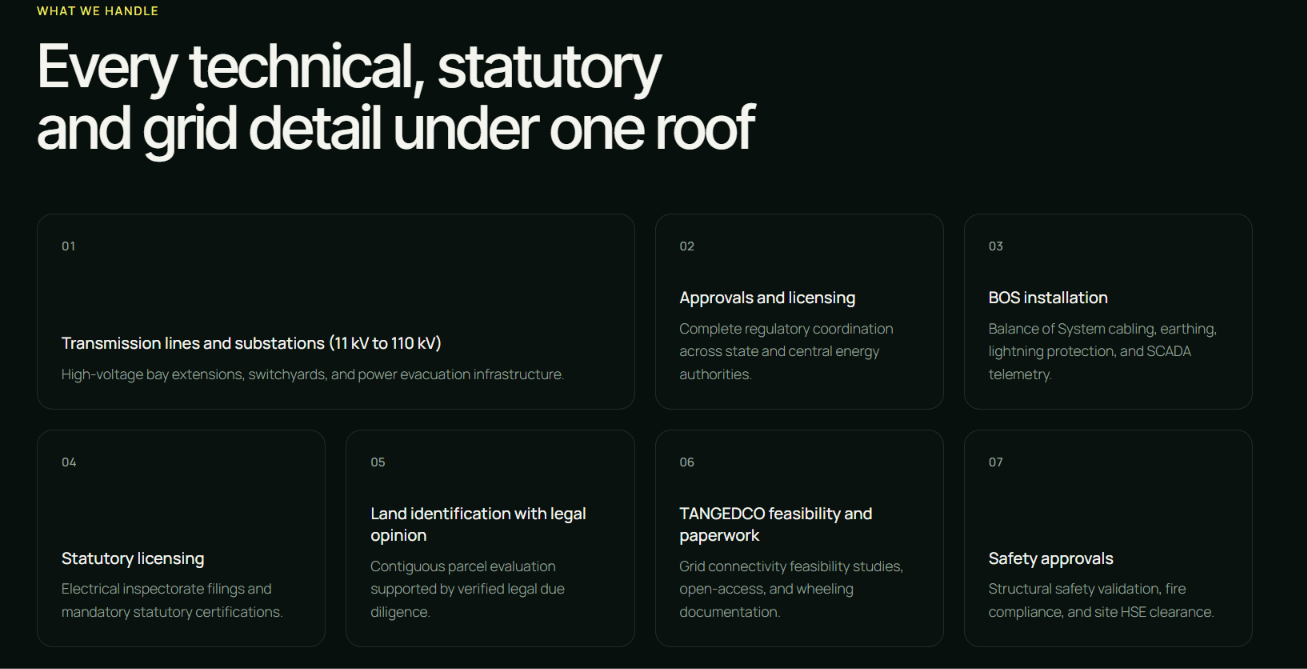 WHAT WE HANDLE
Every technical, statutory
and grid detail under one roof
01
Transmission lines and substations (11 kV to 110 kV)
High-voltage bay extensions, switchyards, and power evacuation infrastructure.
02
Approvals and licensing
Complete regulatory coordination
across state and central energy
authorities.
03
BOS installation
Balance of System cabling, earthing,
lightning protection, and SCADA
telemetry.
04
Statutory licensing
Electrical inspectorate filings and
mandatory statutory certifications.
05
Land identification with legal
opinion
Contiguous parcel evaluation
supported by verified legal due
diligence.
06
TANGEDCO feasibility and
paperwork
Grid connectivity feasibility studies,
open-access, and wheeling
documentation.
07
Safety approvals
Structural safety validation, fire
compliance, and site HSE clearance.